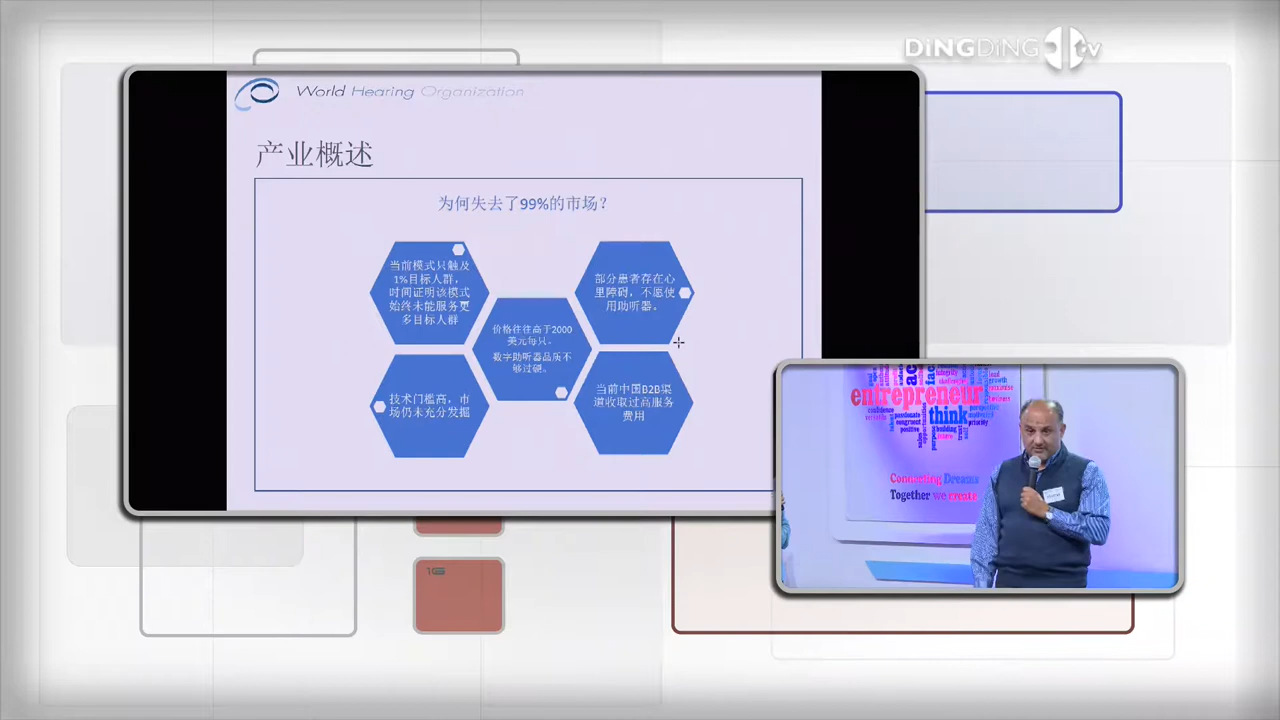 DiNGDiNG tv
World Hearing Organization
产业概述
为何失去了99%的市场?
当前模式只触及
1%目标人群,
时间证明该模式
始终未能服务更
多目标人群
部分患者存在心
里障碍,不愿使
用助听器。
价格往往高于2000
美元每只。
数字助听器品质不
够过硬。
技术门槛高,市
场仍未充分发掘
当前中国B2B渠
道收取过高服务
费用
entrepreneur
think
Connecting Dreams
Together we create